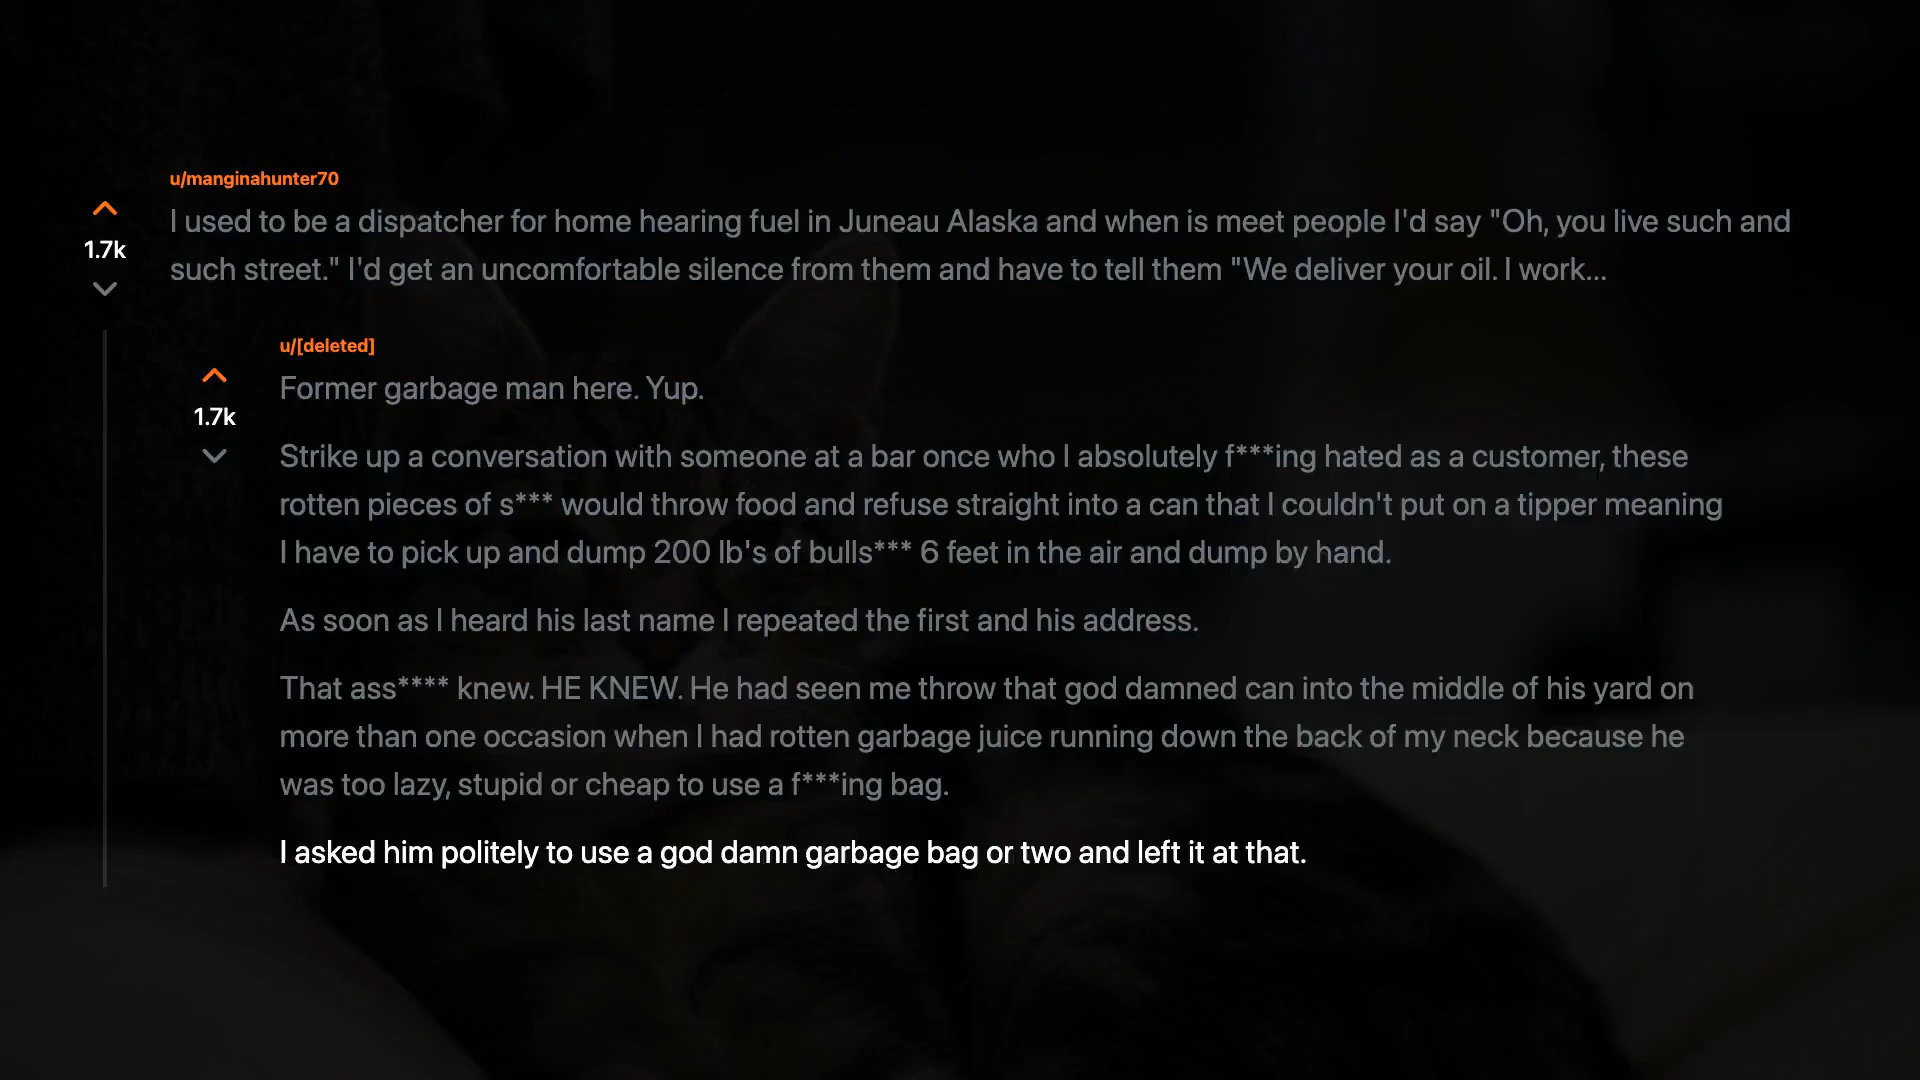 u/manginahunter70
1.7k
I used to be a dispatcher for home hearing fuel in Juneau Alaska and when is meet people I'd say "Oh, you live such and
such street." I'd get an uncomfortable silence from them and have to tell them "We deliver your oil. I work...
u/[deleted]
1.7k
Former garbage man here. Yup.
Strike up a conversation with someone at a bar once who I absolutely f***ing hated as a customer, these
rotten pieces of s*** would throw food and refuse straight into a can that I couldn't put on a tipper meaning
I have to pick up and dump 200 lb's of bulls*** 6 feet in the air and dump by hand.
As soon as I heard his last name I repeated the first and his address.
That ass**** knew. HE KNEW. He had seen me throw that god damned can into the middle of his yard on
more than one occasion when I had rotten garbage juice running down the back of my neck because he
was too lazy, stupid or cheap to use a f***ing bag.
I asked him politely to use a god damn garbage bag or two and left it at that.